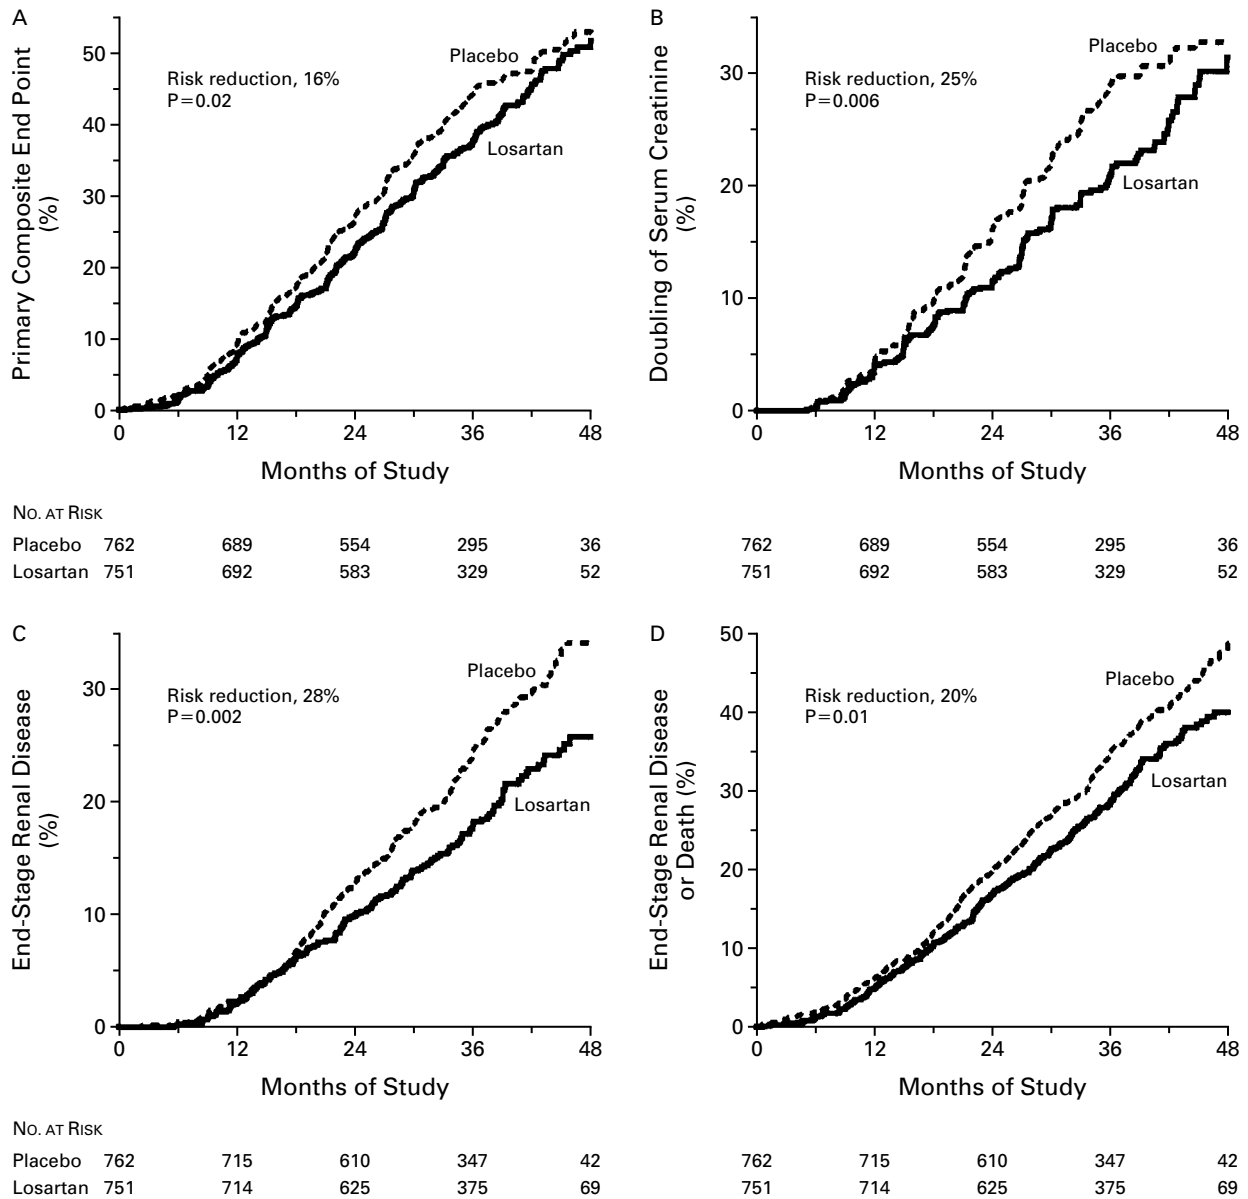 A
Primary Composite End Point
(%)
50
40
30
20
10
0
Risk reduction, 16%
P=0.02
Placebo
Losartan
0 12 24 36 48
Months of Study
B
Doubling of Serum Creatinine
(%)
30
20
10
0
Risk reduction, 25%
P=0.006
Placebo
Losartan
0 12 24 36 48
Months of Study
NO. AT RISK
Placebo 762 689 554 295 36
Losartan 751 692 583 329 52
762 689 554 295 36
751 692 583 329 52
C
End-Stage Renal Disease
(%)
30
20
10
0
Risk reduction, 28%
P=0.002
Placebo
Losartan
0 12 24 36 48
Months of Study
D
End-Stage Renal Disease
or Death (%)
50
40
30
20
10
0
Risk reduction, 20%
P=0.01
Placebo
Losartan
0 12 24 36 48
Months of Study
NO. AT RISK
Placebo 762 715 610 347 42
Losartan 751 714 625 375 69
762 715 610 347 42
751 714 625 375 69